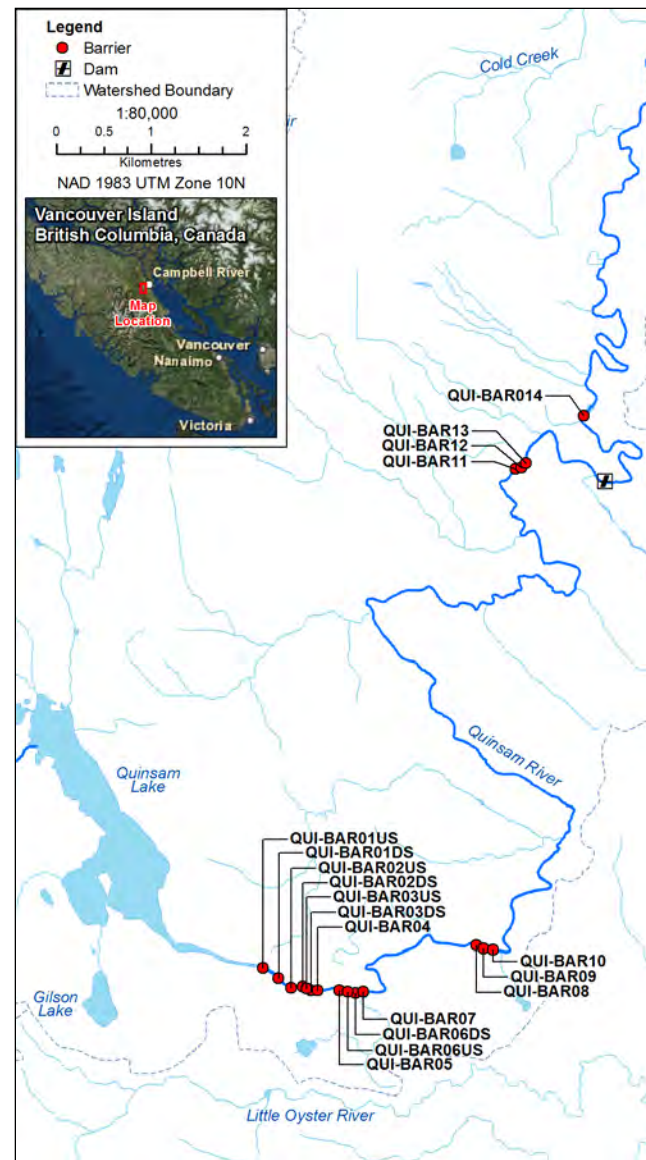 Legend
Barrier
Dam
Watershed Boundary
1:80,000
0 0.5 1 2
Kilometres
NAD 1983 UTM Zone 10N
Vancouver Island
British Columbia, Canada
Campbell River
Map
Location
Vancouver
Nanaimo
Victoria
Cold Creek
QUI-BAR014
QUI-BAR13
QUI-BAR12
QUI-BAR11
Quinsam
Lake
Quinsam River
QUI-BAR01US
QUI-BAR01DS
QUI-BAR02US
QUI-BAR02DS
QUI-BAR03US
QUI-BAR03DS
QUI-BAR04
QUI-BAR10
QUI-BAR09
QUI-BAR08
Gilson
Lake
QUI-BAR07
QUI-BAR06DS
QUI-BAR06US
QUI-BAR05
Little Oyster River